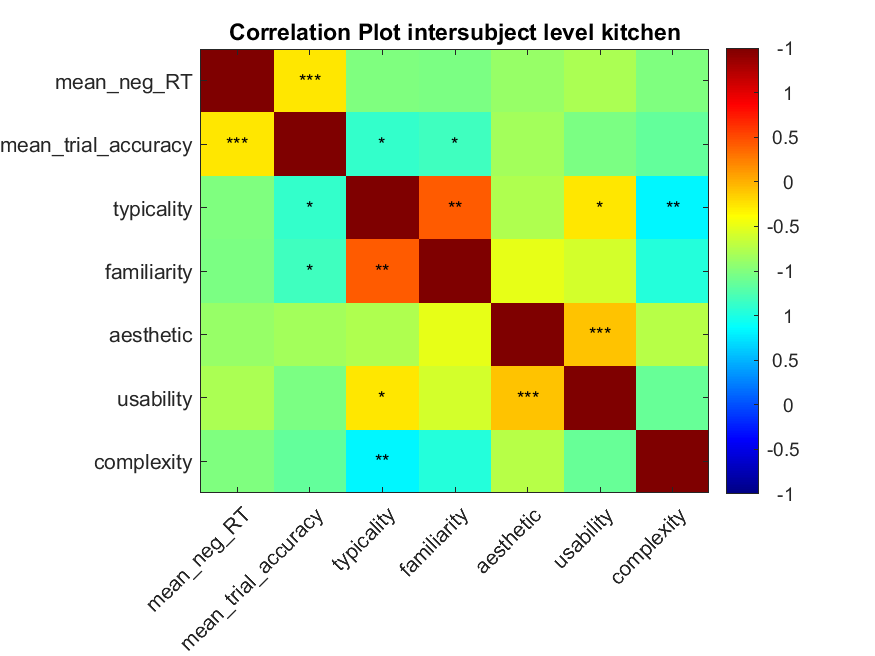 Correlation Plot intersubject level kitchen
mean_neg_RT
***
mean_trial_accuracy
***
*
*
typicality
*
**
*
**
familiarity
*
**
aesthetic
***
usability
*
***
complexity
**
mean_neg_RT
mean_trial_accuracy
typicality
familiarity
aesthetic
usability
complexity
-1
1
0.5
0
-0.5
-1
1
0.5
0
-0.5
-1